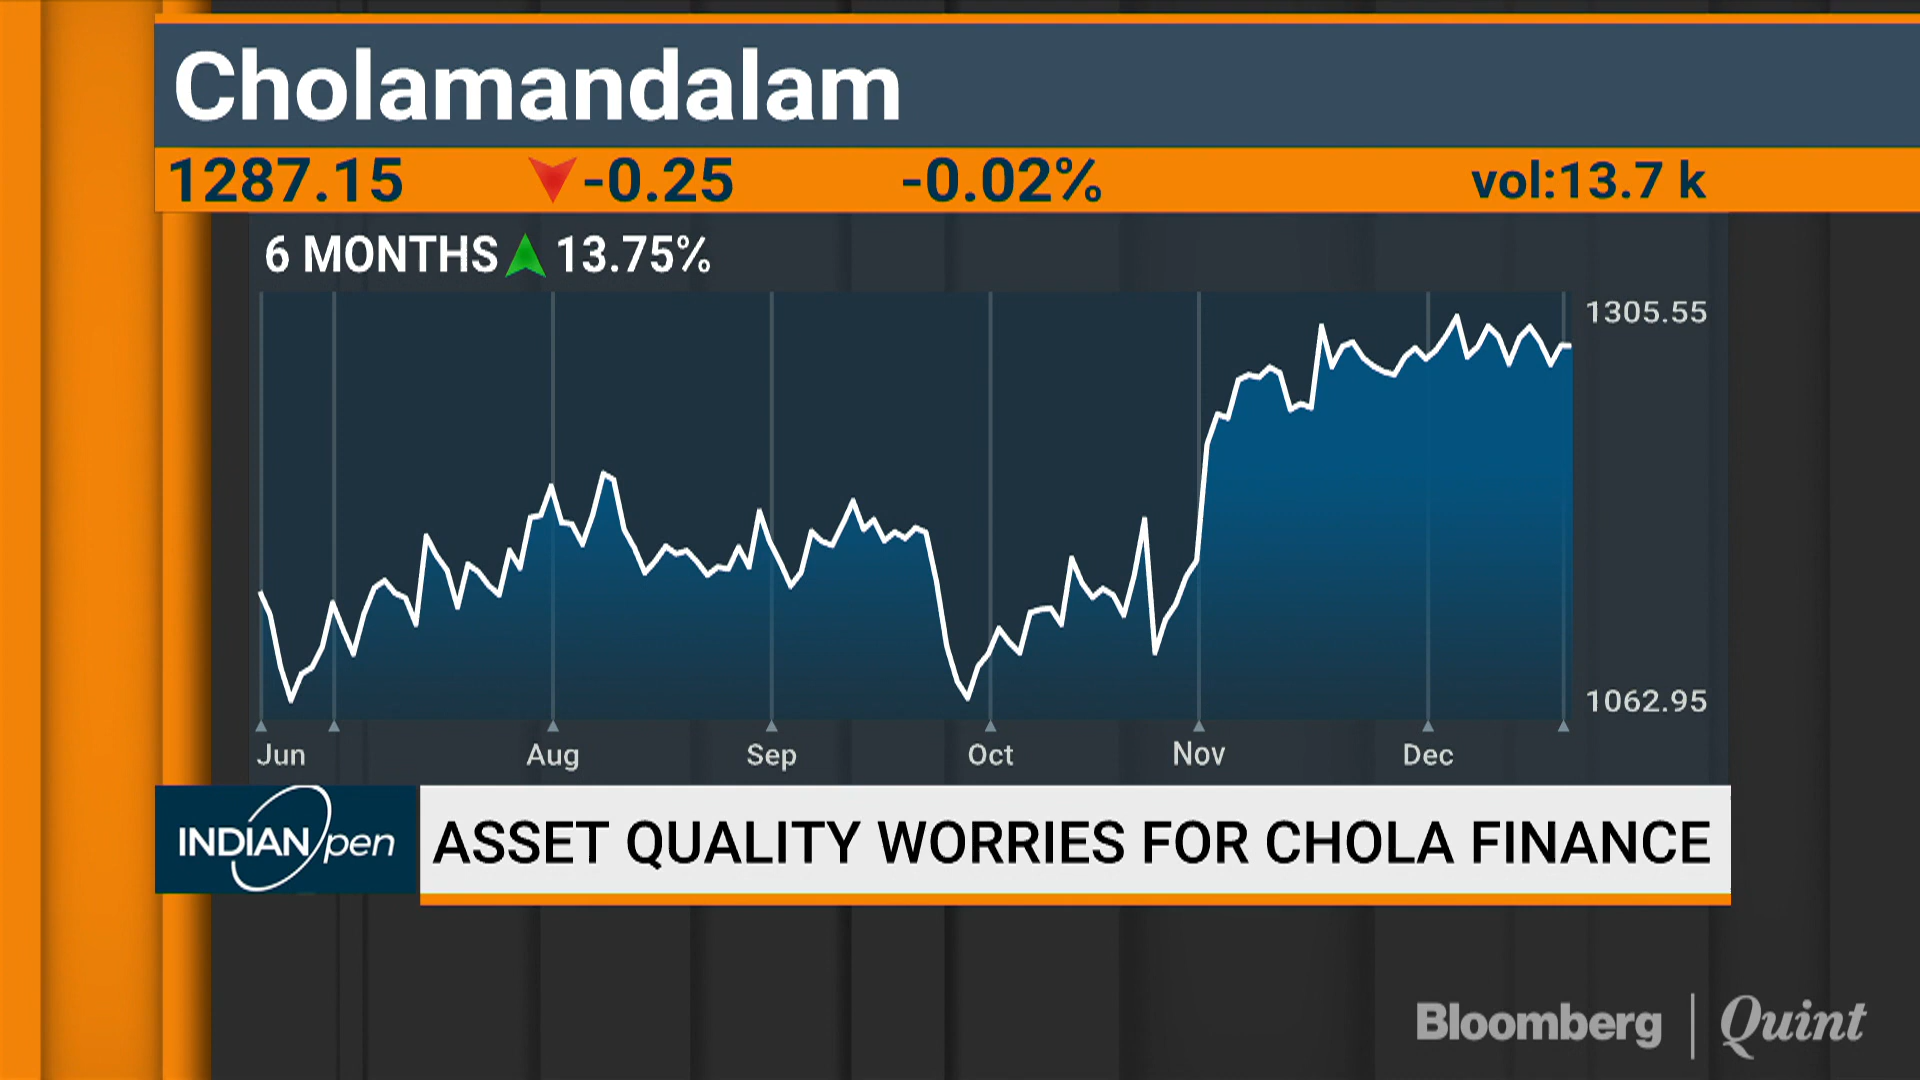 Cholamandalam
1287.15 -0.25 -0.02% vol:13.7 k
6 MONTHS 13.75%
1305.55
1062.95
Jun Aug Sep Oct Nov Dec
INDIAN Open ASSET QUALITY WORRIES FOR CHOLA FINANCE
Bloomberg | Quint